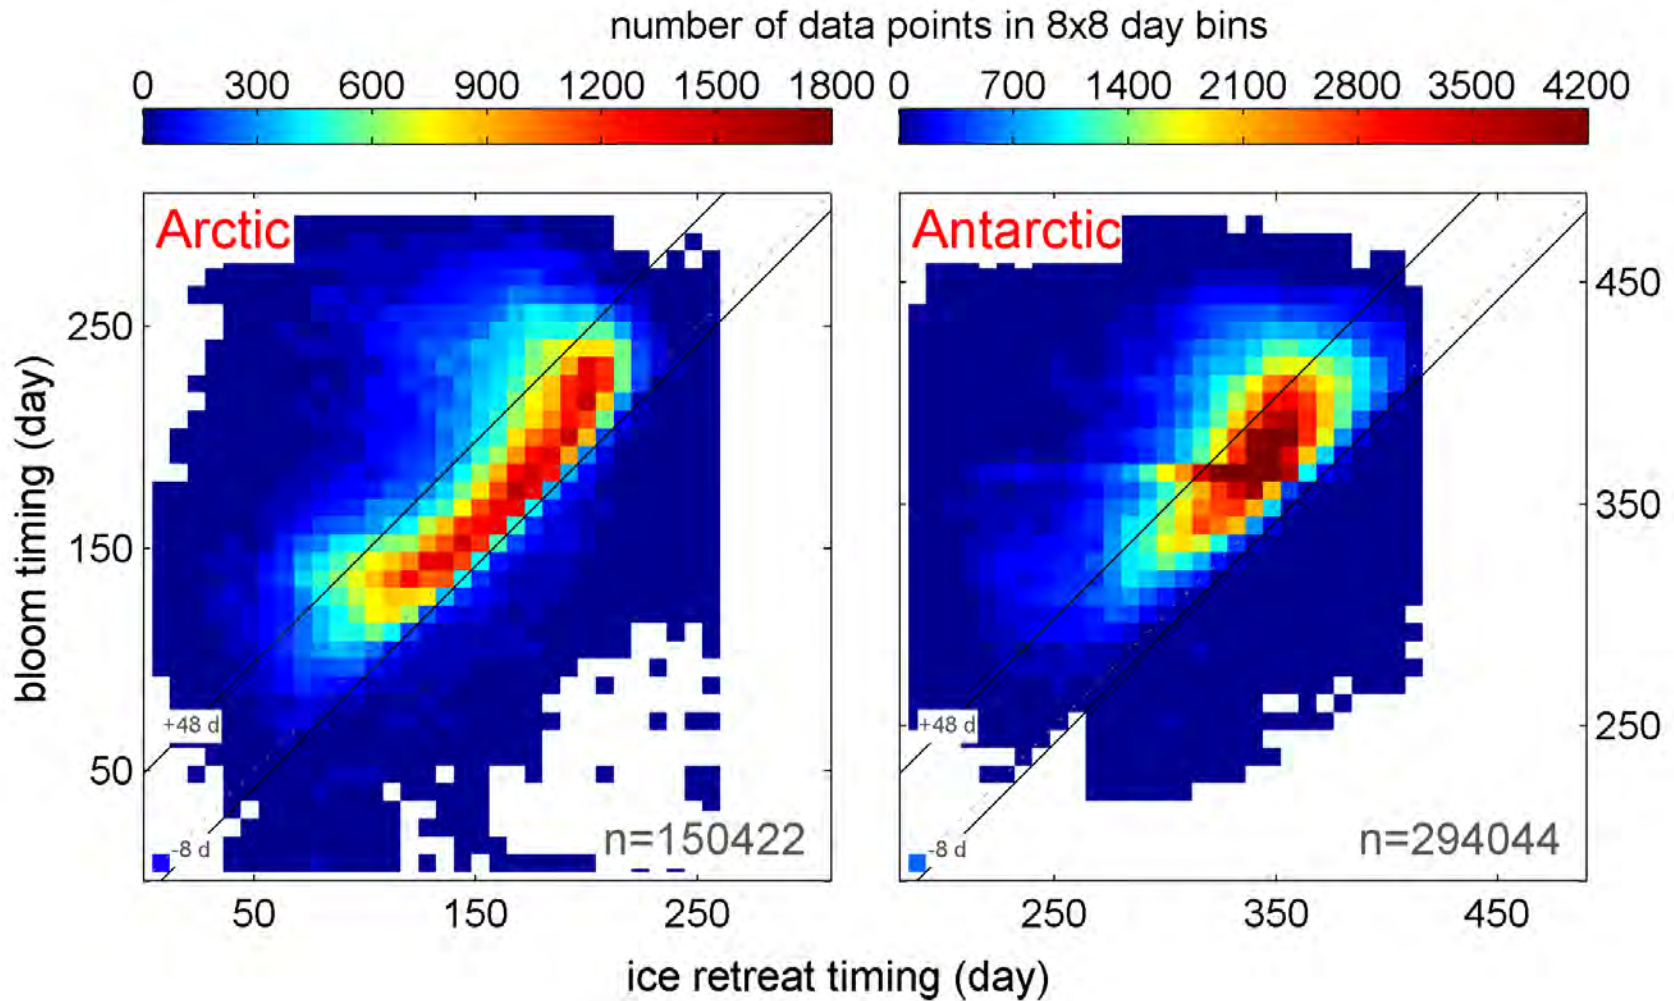 number of data points in 8x8 day bins
0 300 600 900 1200 1500 1800
0 700 1400 2100 2800 3500 4200
Arctic
Antarctic
bloom timing (day)
250
150
50
450
350
250
+48 d
-8 d
n=150422
+48 d
-8 d
n=294044
50 150 250
250 350 450
ice retreat timing (day)